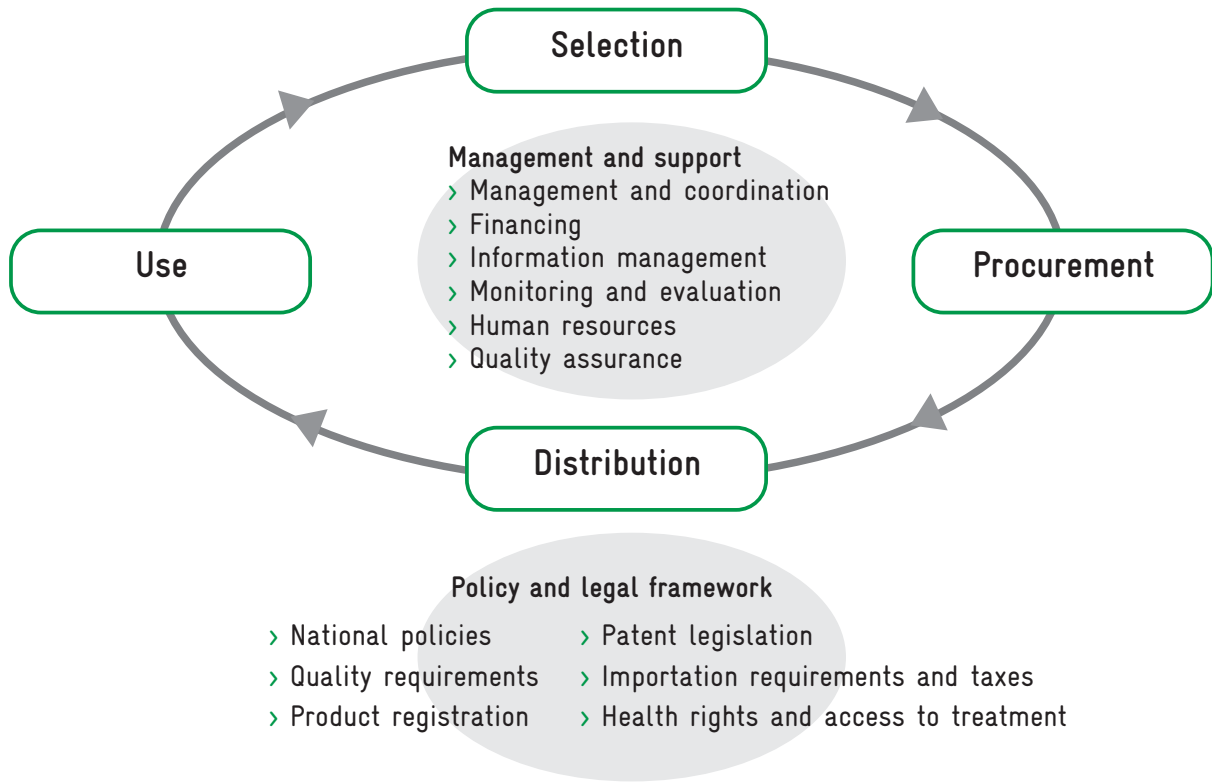 Selection
Management and support
› Management and coordination
› Financing
› Information management
› Monitoring and evaluation
› Human resources
› Quality assurance
Use
Procurement
Distribution
Policy and legal framework
› National policies
› Quality requirements
› Product registration
› Patent legislation
› Importation requirements and taxes
› Health rights and access to treatment